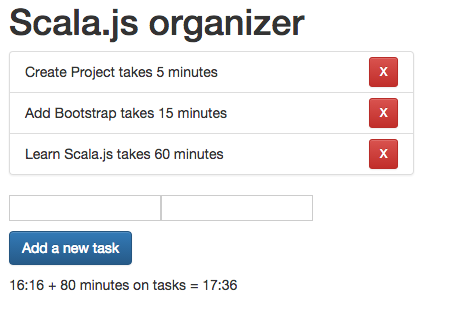 Scala.js organizer
Create Project takes 5 minutes
x
Add Bootstrap takes 15 minutes
x
Learn Scala.js takes 60 minutes
x
Add a new task
16:16 + 80 minutes on tasks = 17:36